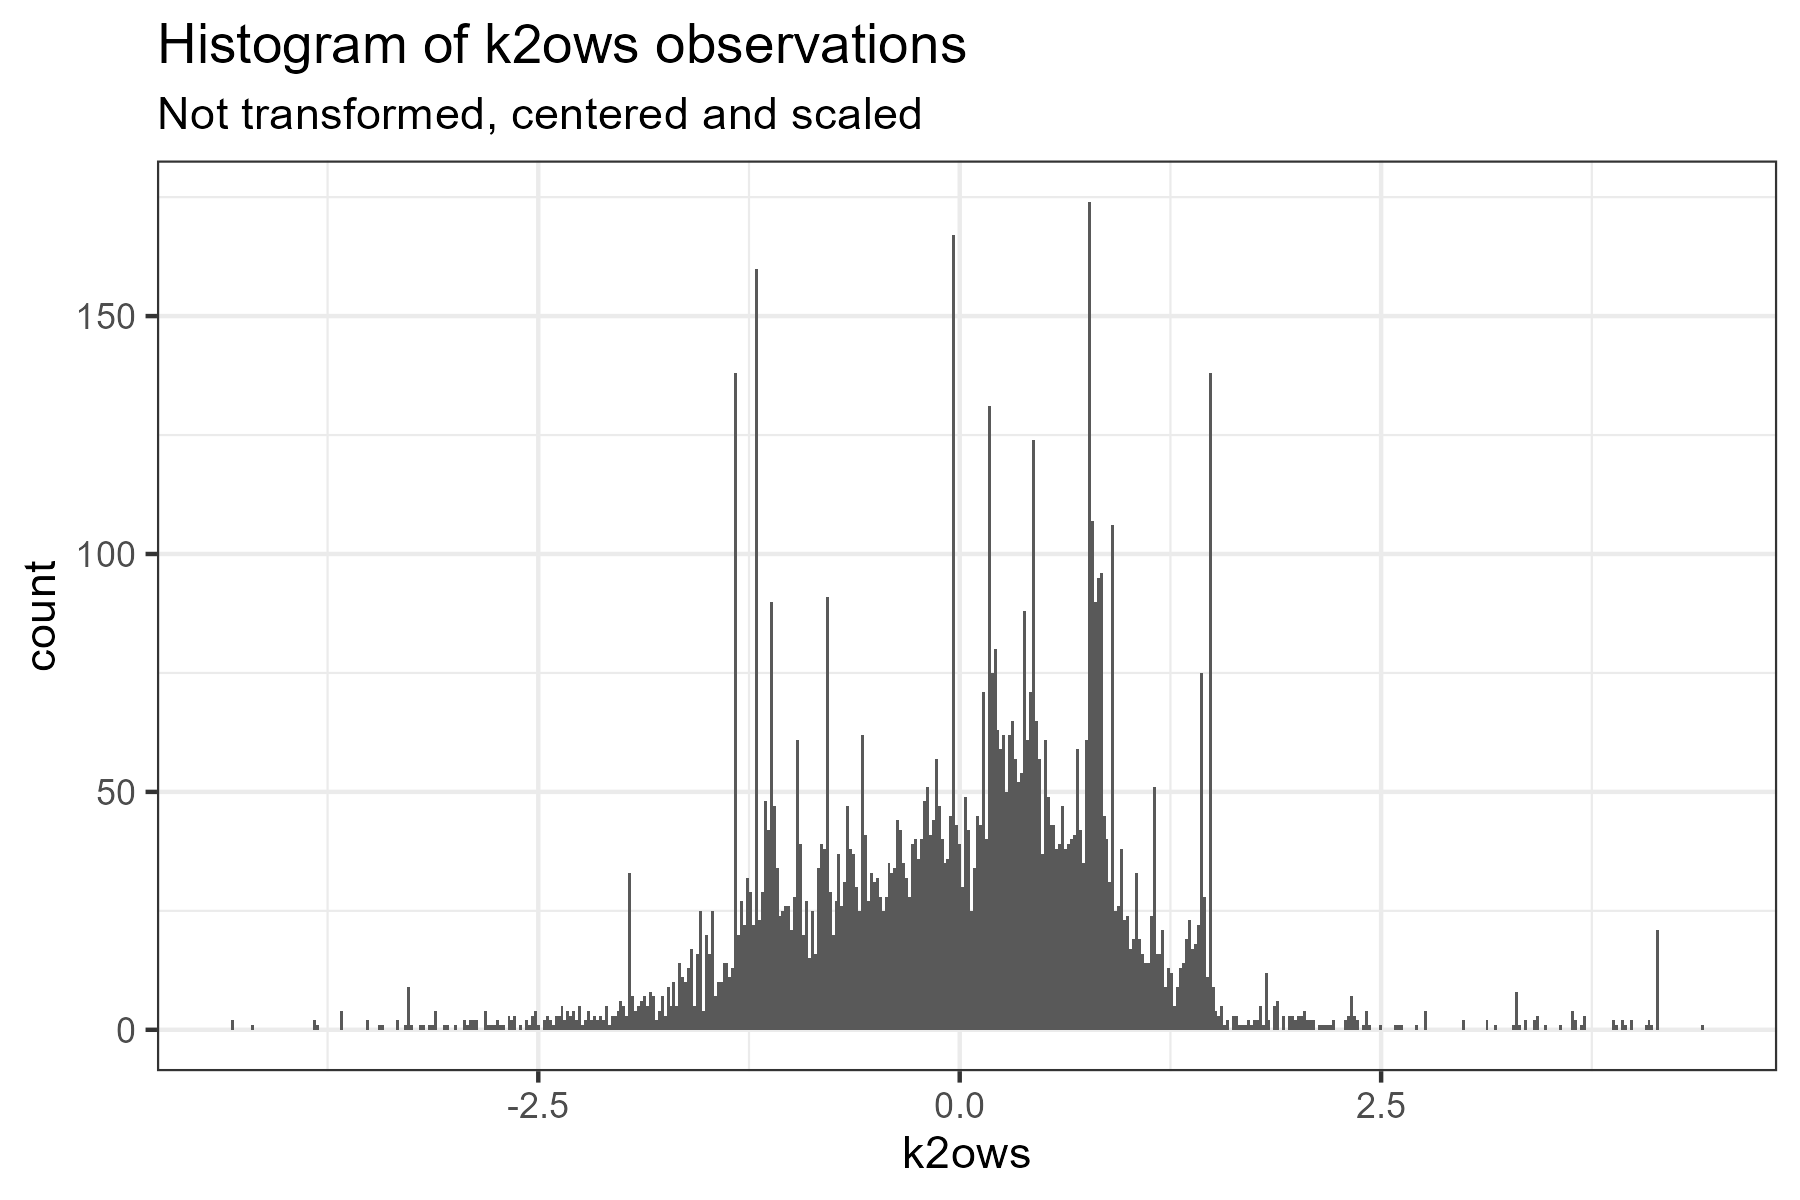 Histogram of k2ows observations
Not transformed, centered and scaled
150
100
50
0
count
-2.5
0.0
2.5
k2ows